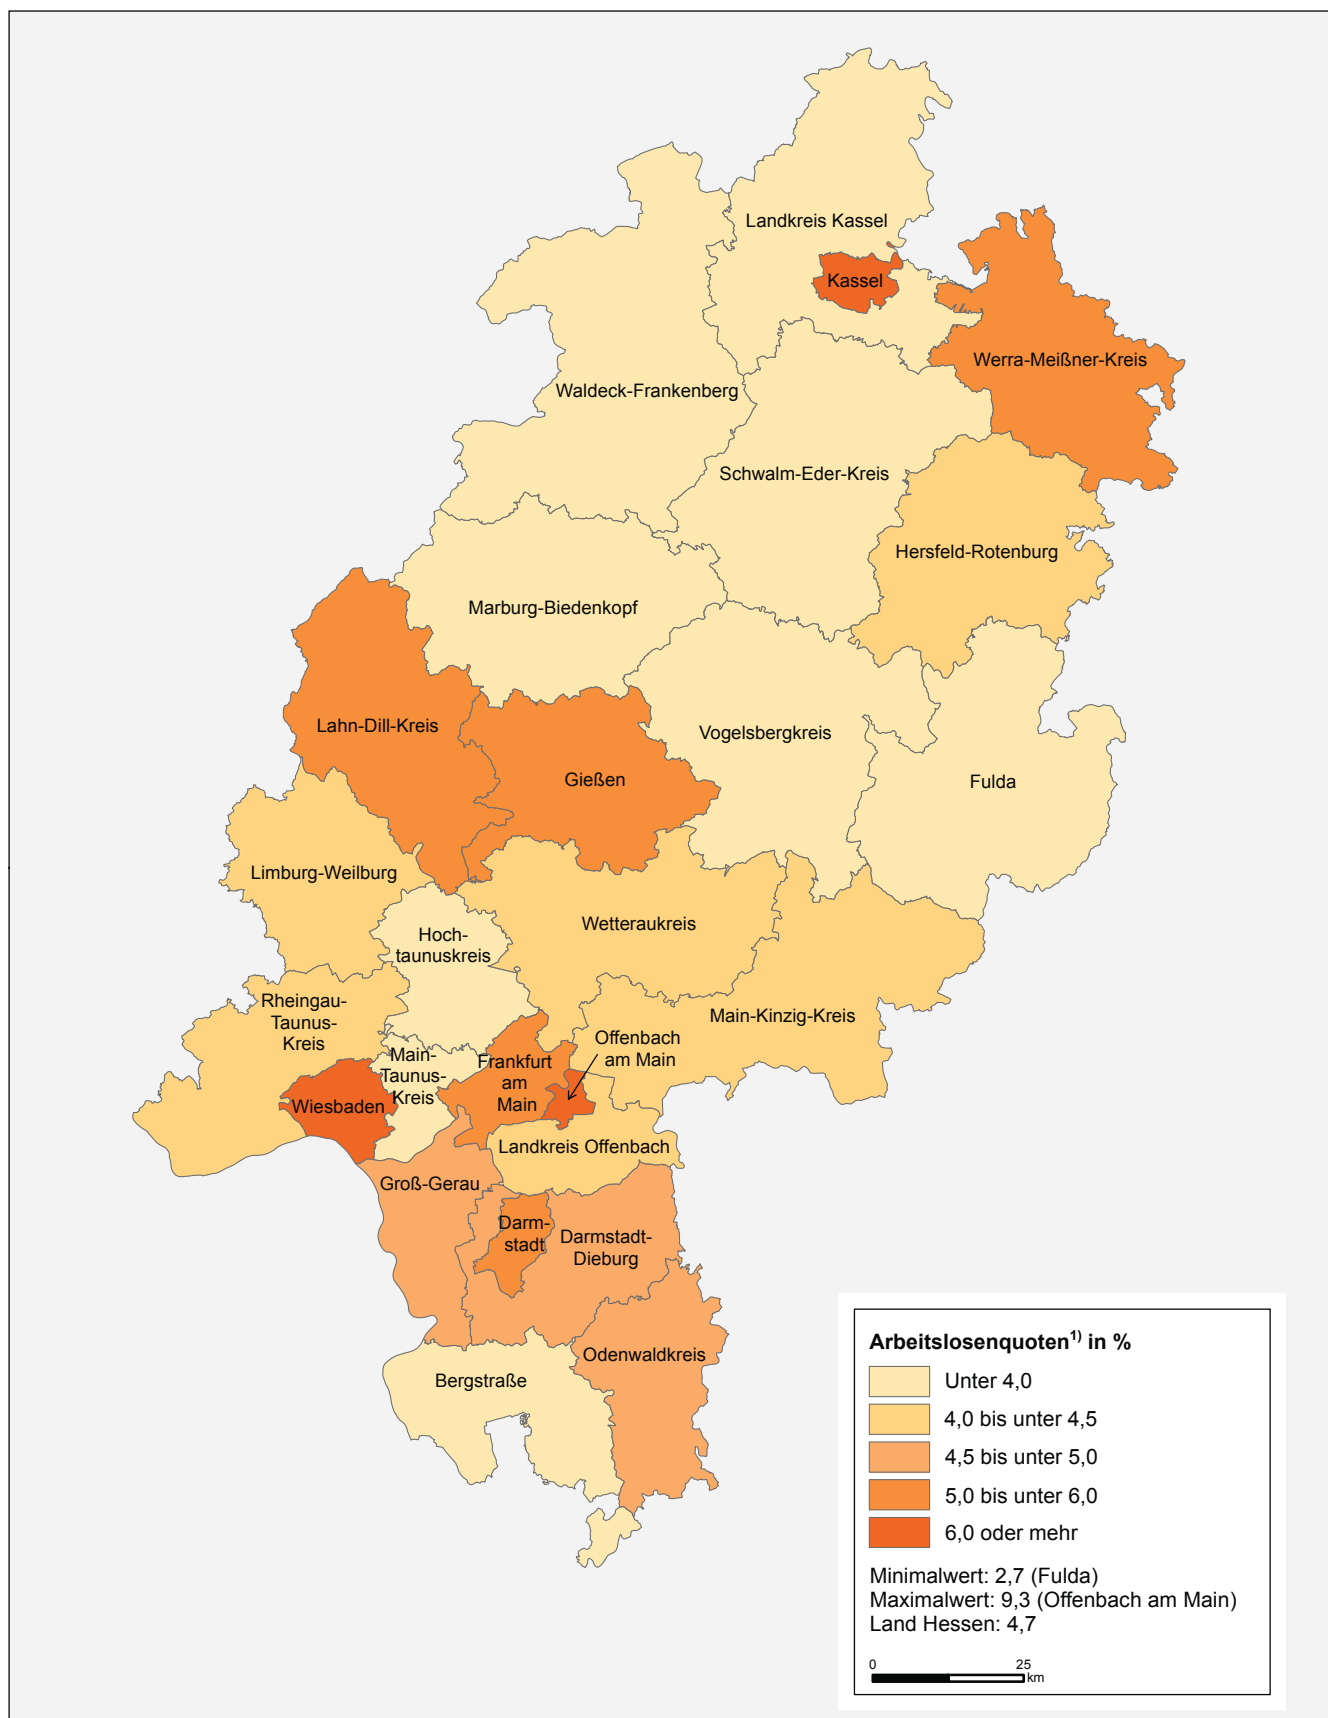 Landkreis Kassel
Kassel
Werra-Meißner-Kreis
Waldeck-Frankenberg
Schwalm-Eder-Kreis
Hersfeld-Rotenburg
Marburg-Biedenkopf
Lahn-Dill-Kreis
Vogelsbergkreis
Gießen
Fulda
Limburg-Weilburg
Wetteraukreis
Hoch-
taunuskreis
Rheingau-
Taunus-
Kreis
Main-Kinzig-Kreis
Offenbach
am Main
Main-
Taunus-
Kreis
Frankfurt
am
Main
Wiesbaden
Landkreis Offenbach
Groß-Gerau
Darm-
stadt
Darmstadt-
Dieburg
Odenwaldkreis
Bergstraße
Arbeitslosenquoten1) in %
Unter 4,0
4,0 bis unter 4,5
4,5 bis unter 5,0
5,0 bis unter 6,0
6,0 oder mehr
Minimalwert: 2,7 (Fulda)
Maximalwert: 9,3 (Offenbach am Main)
Land Hessen: 4,7
0 25
km